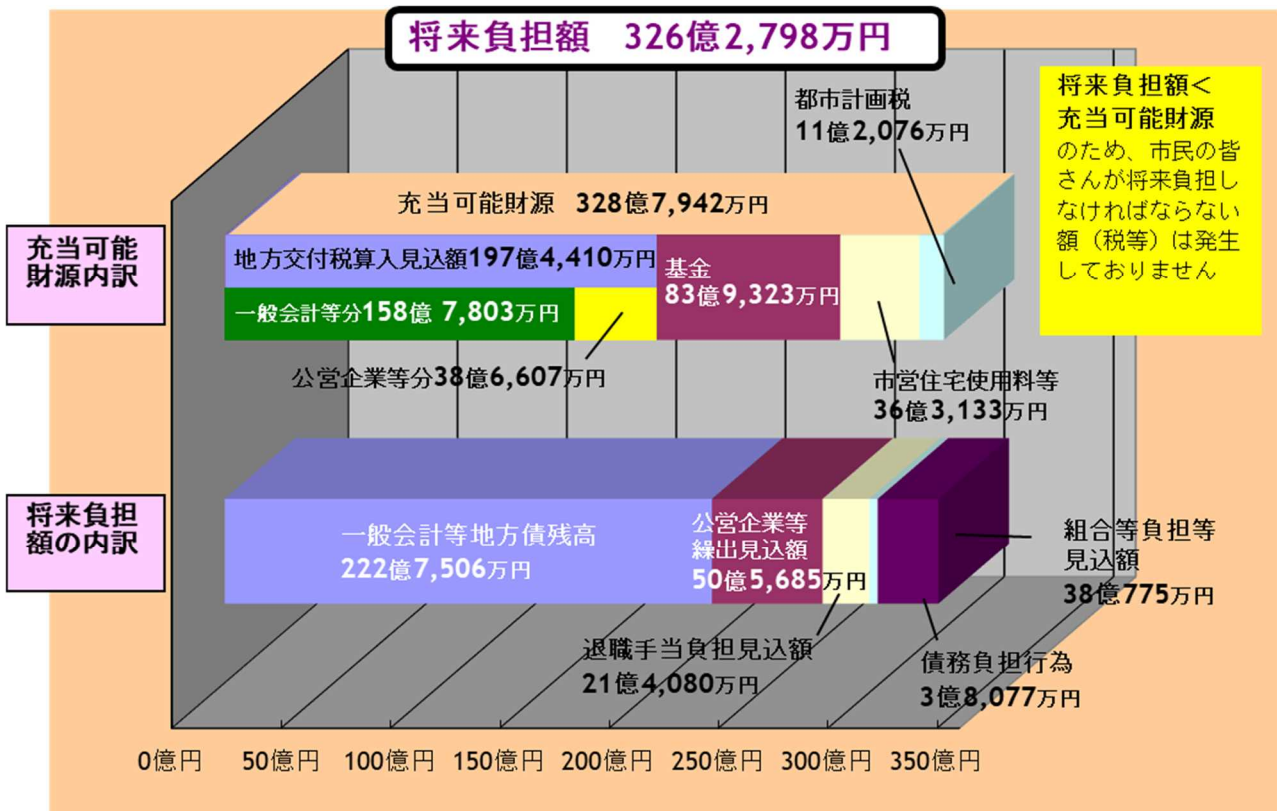 将来負担額 326億2,798万円
都市計画税
11億2,076万円
将来負担額<
充当可能財源
のため、市民の皆
さんが将来負担し
なければならない
額（税等）は発生
しておりません
充当可能財源 328億7,942万円
充当可能
財源内訳
地方交付税算入見込額197億4,410万円
基金
83億9,323万円
一般会計等分158億 7,803万円
公営企業等分38億6,607万円
市営住宅使用料等
36億3,133万円
将来負担
額の内訳
一般会計等地方債残高
222億7,506万円
公営企業等
繰出見込額
50億5,685万円
組合等負担等
見込額
38億775万円
退職手当負担見込額
21億4,080万円
債務負担行為
3億8,077万円
0億円 50億円 100億円 150億円 200億円 250億円 300億円 350億円